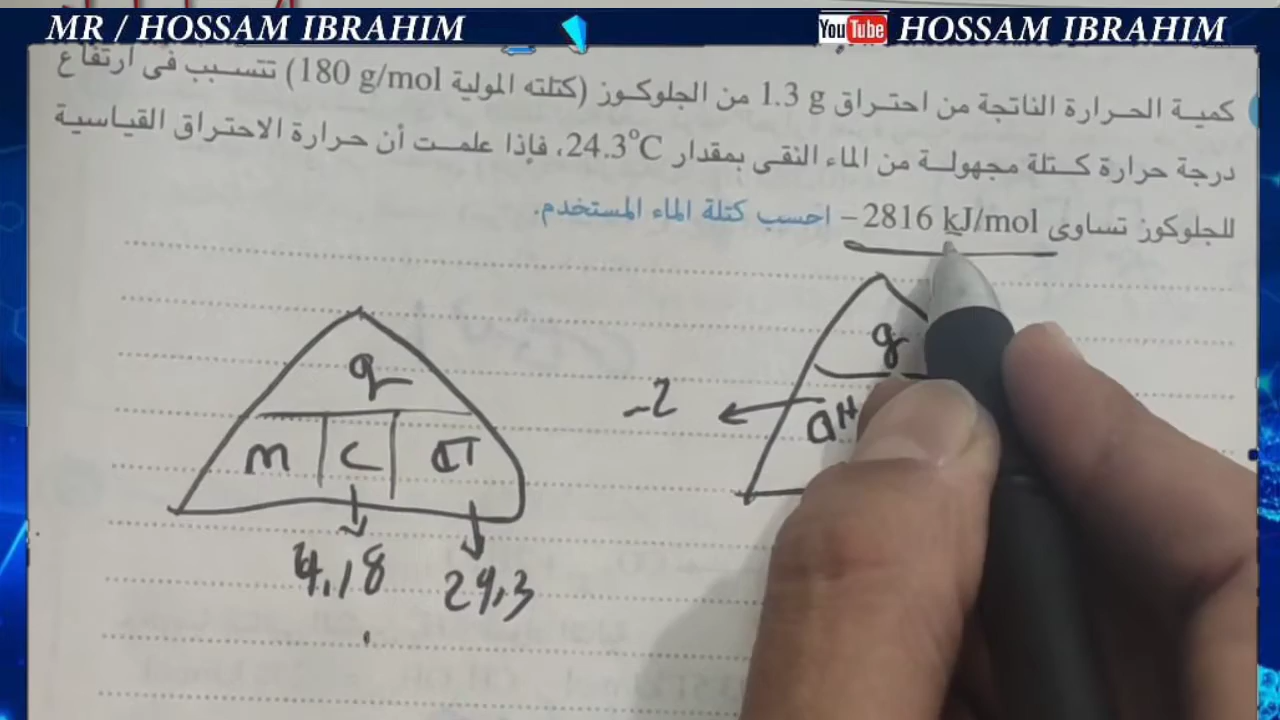 MR / HOSSAM IBRAHIM
YouTube HOSSAM IBRAHIM
كمية الحرارة الناتجة من احتراق 1.3 g من الجلوكوز (كتلته المولية 180 g/mol) تتسبب فى ارتفاع
درجة حرارة كتلة مجهولة من الماء النقى بمقدار 24.3°C، فإذا علمت أن حرارة الاحتراق القياسية
للجلوكوز تساوى 2816 kJ/mol – احسب كتلة الماء المستخدم.
q
q
-2
ΔH
m c ΔT
4,18
24,3